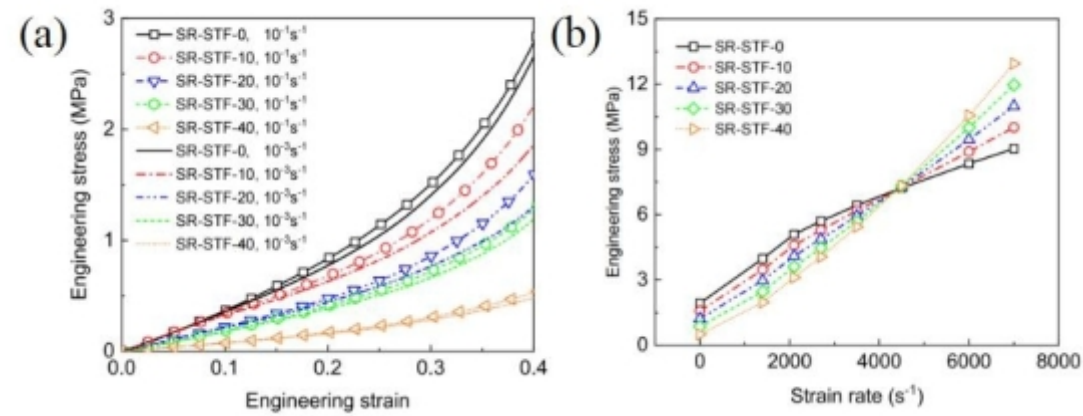 (a)
3
2
1
0
Engineering stress (MPa)
SR-STF-0, 10⁻¹s⁻¹
SR-STF-10, 10⁻¹s⁻¹
SR-STF-20, 10⁻¹s⁻¹
SR-STF-30, 10⁻¹s⁻¹
SR-STF-40, 10⁻¹s⁻¹
SR-STF-0, 10⁻³s⁻¹
SR-STF-10, 10⁻³s⁻¹
SR-STF-20, 10⁻³s⁻¹
SR-STF-30, 10⁻³s⁻¹
SR-STF-40, 10⁻³s⁻¹
0.0 0.1 0.2 0.3 0.4
Engineering strain
(b)
15
12
9
6
3
0
Engineering stress (MPa)
SR-STF-0
SR-STF-10
SR-STF-20
SR-STF-30
SR-STF-40
0 2000 4000 6000 8000
Strain rate (s⁻¹)